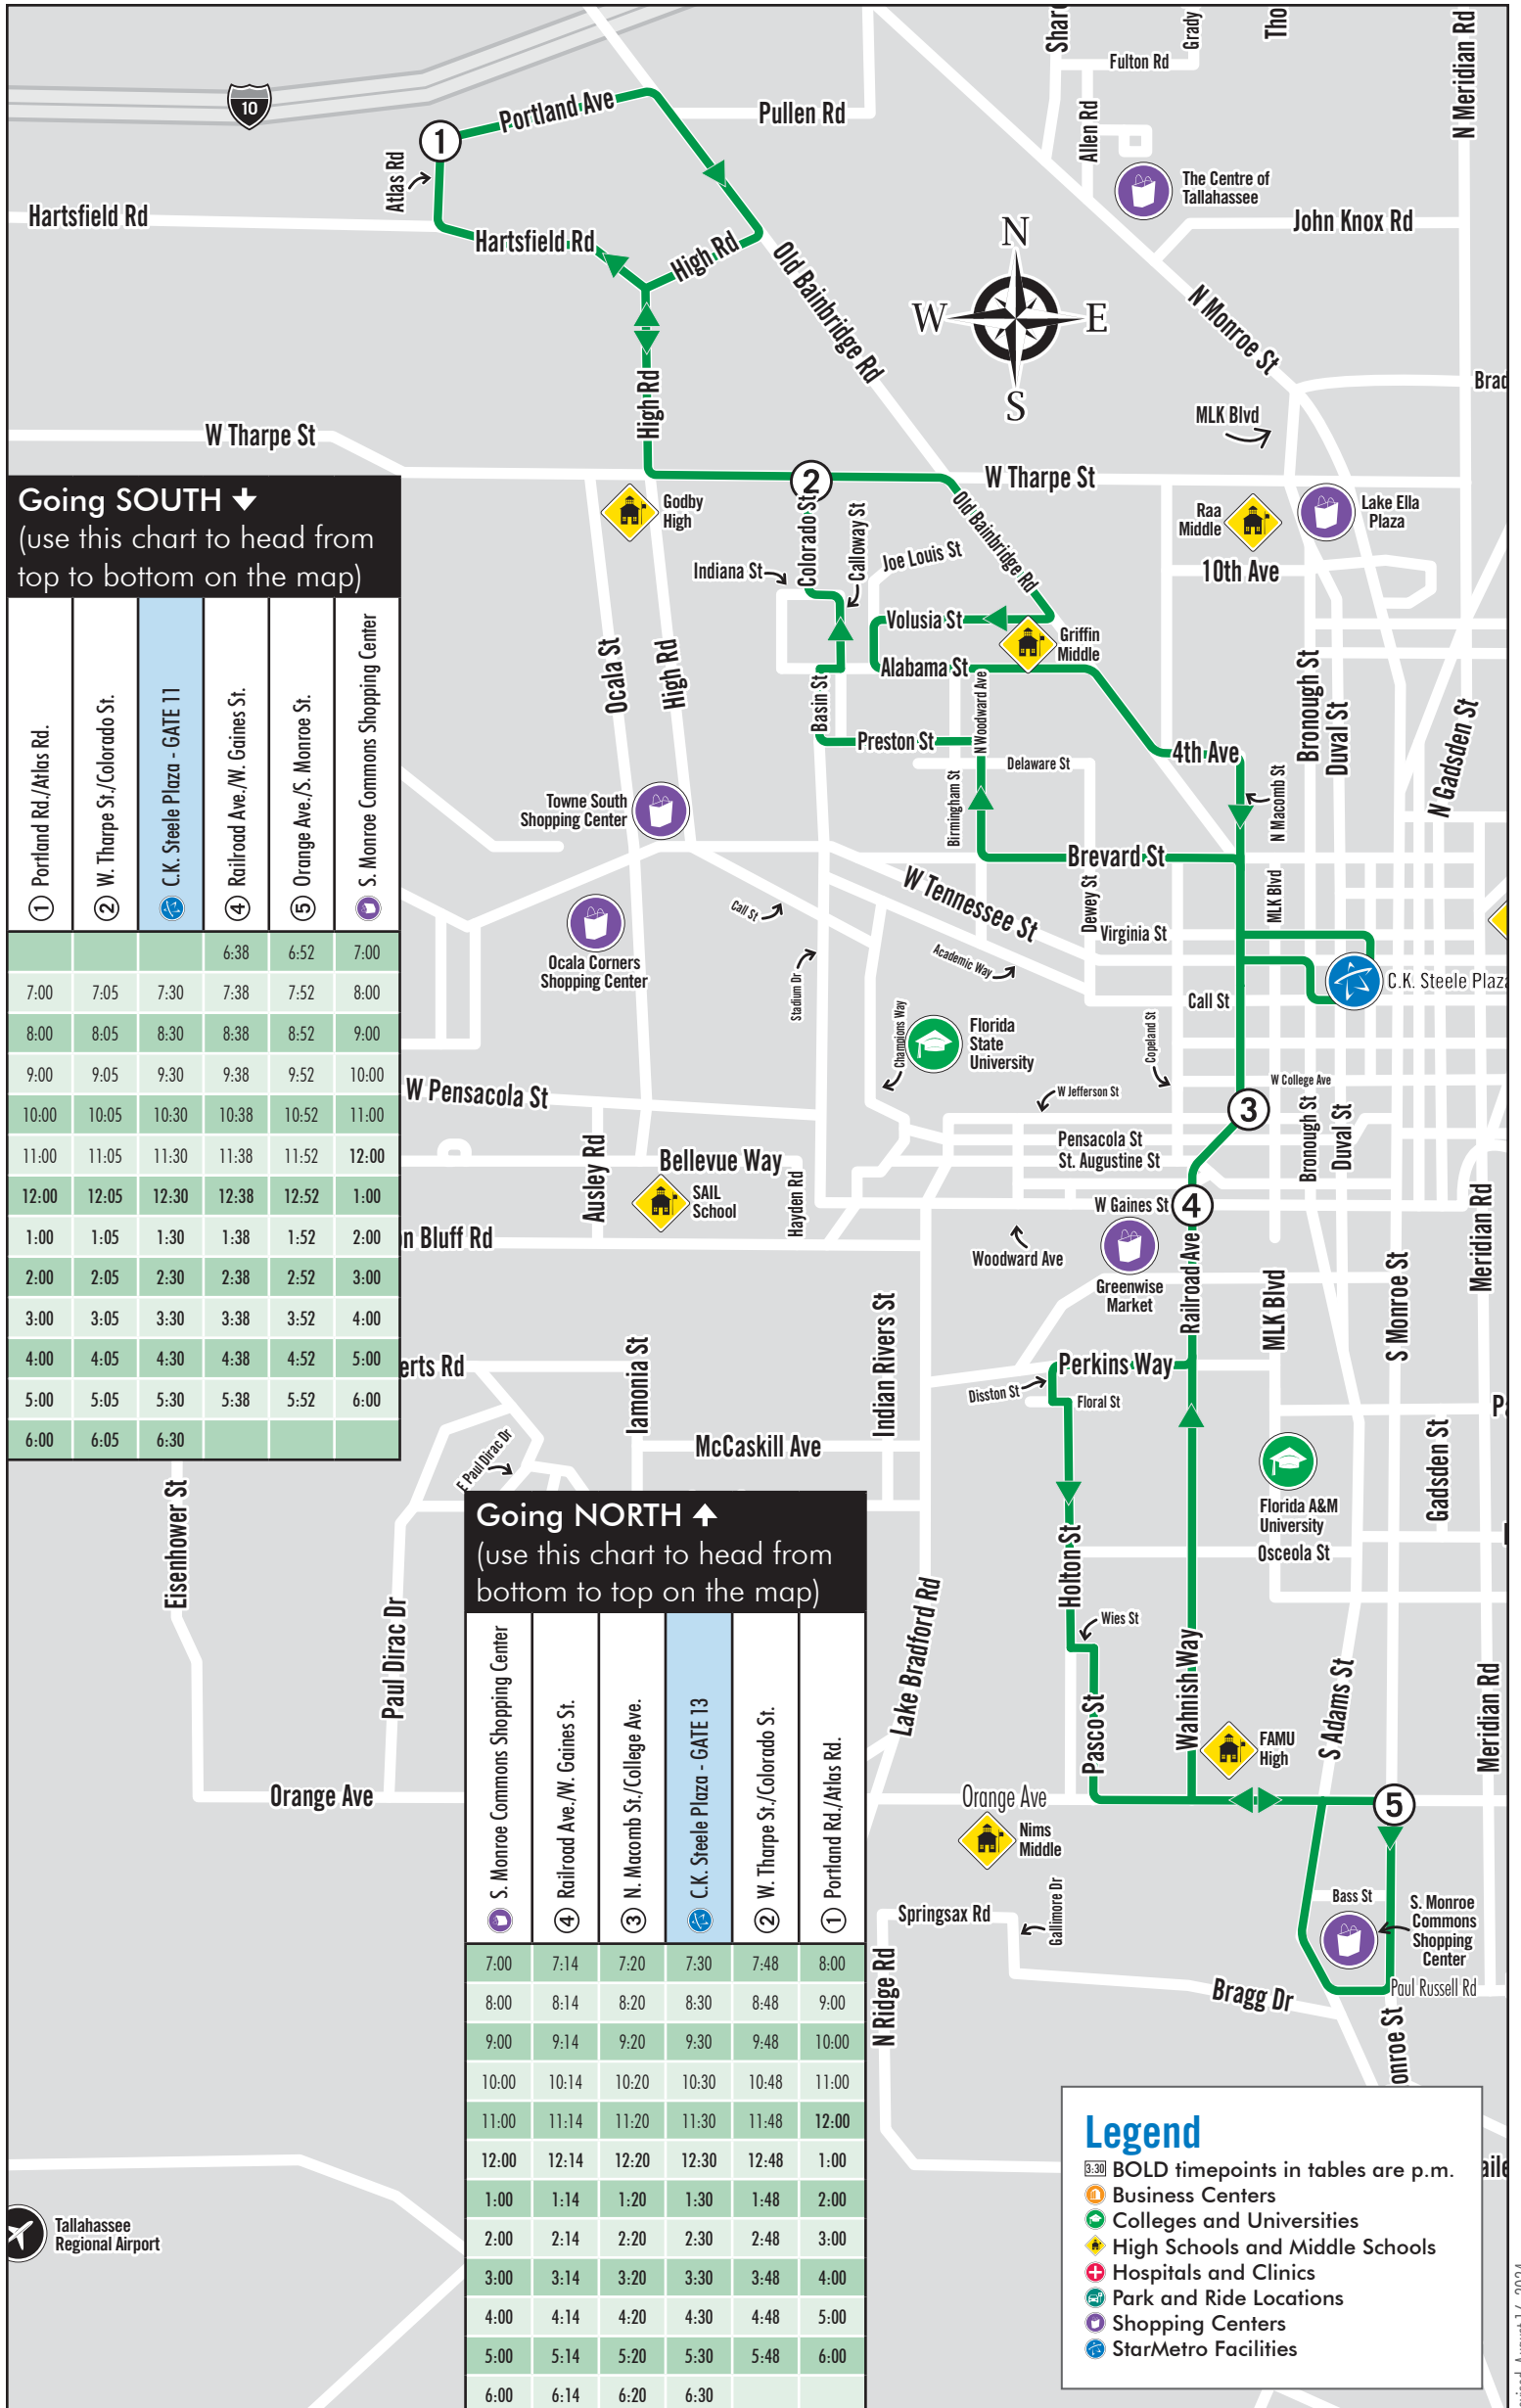 10
Portland Ave
Pullen Rd
Fulton Rd
Grady
Allen Rd
N Meridian Rd
1
Atlas Rd
The Centre of
Tallahassee
Hartsfield Rd
Hartsfield Rd
High Rd
John Knox Rd
Old Bainbridge Rd
N
W
E
S
N Monroe St
High Rd
MLK Blvd
W Tharpe St
2
W Tharpe St
Godby
High
Colorado St
Calloway St
Old Bainbridge Rd
Raa
Middle
Lake Ella
Plaza
Indiana St
Joe Louis St
10th Ave
Ocala St
High Rd
Volusia St
Griffin
Middle
Alabama St
Basin St
N Woodward Ave
Bronough St
Duval St
N Gadsden St
Preston St
Delaware St
4th Ave
Towne South
Shopping Center
Birmingham St
N Macomb St
Brevard St
W Tennessee St
Dewey St
MLK Blvd
Call St
Virginia St
Ocala Corners
Shopping Center
Stadium Dr
Academic Way
C.K. Steele Plaza
Call St
Champions Way
Florida
State
University
Copeland St
W Pensacola St
W Jefferson St
W College Ave
3
Ausley Rd
Pensacola St
St. Augustine St
Bronough St
Duval St
Bellevue Way
SAIL
School
Hayden Rd
W Gaines St
4
Meridian Rd
n Bluff Rd
Woodward Ave
Greenwise
Market
Railroad Ave
MLK Blvd
S Monroe St
Indian Rivers St
Iamonia St
erts Rd
Perkins Way
Disston St
Floral St
McCaskill Ave
E Paul Dirac Dr
Gadsden St
Florida A&M
University
Osceola St
Eisenhower St
Paul Dirac Dr
Lake Bradford Rd
Holton St
Wies St
Pasco St
Wahnish Way
FAMU
High
S Adams St
Meridian Rd
Orange Ave
Orange Ave
5
Nims
Middle
Springsax Rd
Gallimore Dr
Bass St
S. Monroe
Commons
Shopping
Center
N Ridge Rd
Bragg Dr
Paul Russell Rd
onroe St
Tallahassee
Regional Airport
Going SOUTH
(use this chart to head from
top to bottom on the map)
1 Portland Rd./Atlas Rd.
2 W. Tharpe St./Colorado St.
C.K. Steele Plaza - GATE 11
4 Railroad Ave./W. Gaines St.
5 Orange Ave./S. Monroe St.
S. Monroe Commons Shopping Center
6:38 6:52 7:00
7:00 7:05 7:30 7:38 7:52 8:00
8:00 8:05 8:30 8:38 8:52 9:00
9:00 9:05 9:30 9:38 9:52 10:00
10:00 10:05 10:30 10:38 10:52 11:00
11:00 11:05 11:30 11:38 11:52 12:00
12:00 12:05 12:30 12:38 12:52 1:00
1:00 1:05 1:30 1:38 1:52 2:00
2:00 2:05 2:30 2:38 2:52 3:00
3:00 3:05 3:30 3:38 3:52 4:00
4:00 4:05 4:30 4:38 4:52 5:00
5:00 5:05 5:30 5:38 5:52 6:00
6:00 6:05 6:30
Going NORTH
(use this chart to head from
bottom to top on the map)
S. Monroe Commons Shopping Center
4 Railroad Ave./W. Gaines St.
3 N. Macomb St./College Ave.
C.K. Steele Plaza - GATE 13
2 W. Tharpe St./Colorado St.
1 Portland Rd./Atlas Rd.
7:00 7:14 7:20 7:30 7:48 8:00
8:00 8:14 8:20 8:30 8:48 9:00
9:00 9:14 9:20 9:30 9:48 10:00
10:00 10:14 10:20 10:30 10:48 11:00
11:00 11:14 11:20 11:30 11:48 12:00
12:00 12:14 12:20 12:30 12:48 1:00
1:00 1:14 1:20 1:30 1:48 2:00
2:00 2:14 2:20 2:30 2:48 3:00
3:00 3:14 3:20 3:30 3:48 4:00
4:00 4:14 4:20 4:30 4:48 5:00
5:00 5:14 5:20 5:30 5:48 6:00
6:00 6:14 6:20 6:30
Legend
3:30 BOLD timepoints in tables are p.m.
Business Centers
Colleges and Universities
High Schools and Middle Schools
Hospitals and Clinics
Park and Ride Locations
Shopping Centers
StarMetro Facilities